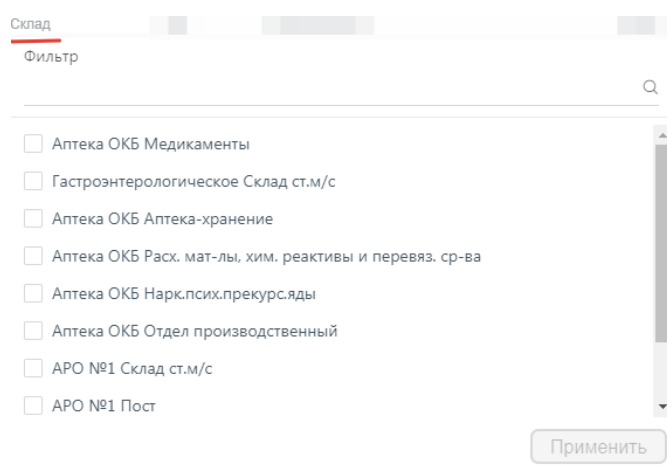 Склад
Фильтр
Аптека ОКБ Медикаменты
Гастроэнтерологическое Склад ст.м/с
Аптека ОКБ Аптека-хранение
Аптека ОКБ Расх. мат-лы, хим. реактивы и перевяз. ср-ва
Аптека ОКБ Нарк.псих.прекурс.яды
Аптека ОКБ Отдел производственный
АРО №1 Склад ст.м/с
АРО №1 Пост
Применить